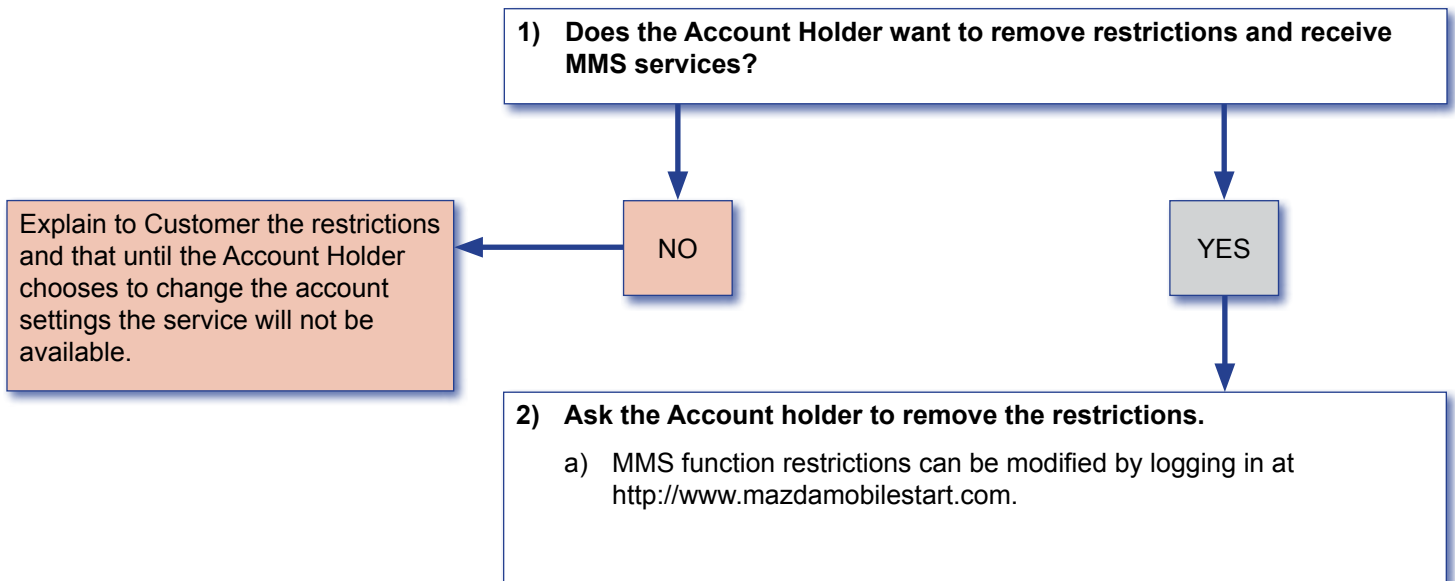 1) Does the Account Holder want to remove restrictions and receive
MMS services?
NO
YES
Explain to Customer the restrictions
and that until the Account Holder
chooses to change the account
settings the service will not be
available.
2) Ask the Account holder to remove the restrictions.
a) MMS function restrictions can be modified by logging in at
http://www.mazdamobilestart.com.